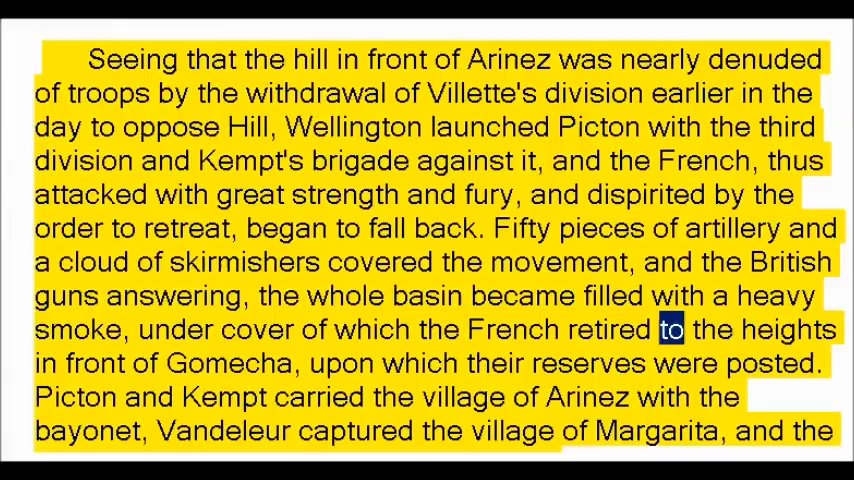 Seeing that the hill in front of Arinez was nearly denuded
of troops by the withdrawal of Villette's division earlier in the
day to oppose Hill, Wellington launched Picton with the third
division and Kempt's brigade against it, and the French, thus
attacked with great strength and fury, and dispirited by the
order to retreat, began to fall back. Fifty pieces of artillery and
a cloud of skirmishers covered the movement, and the British
guns answering, the whole basin became filled with a heavy
smoke, under cover of which the French retired to the heights
in front of Gomecha, upon which their reserves were posted.
Picton and Kempt carried the village of Arinez with the
bayonet, Vandeleur captured the village of Margarita, and the